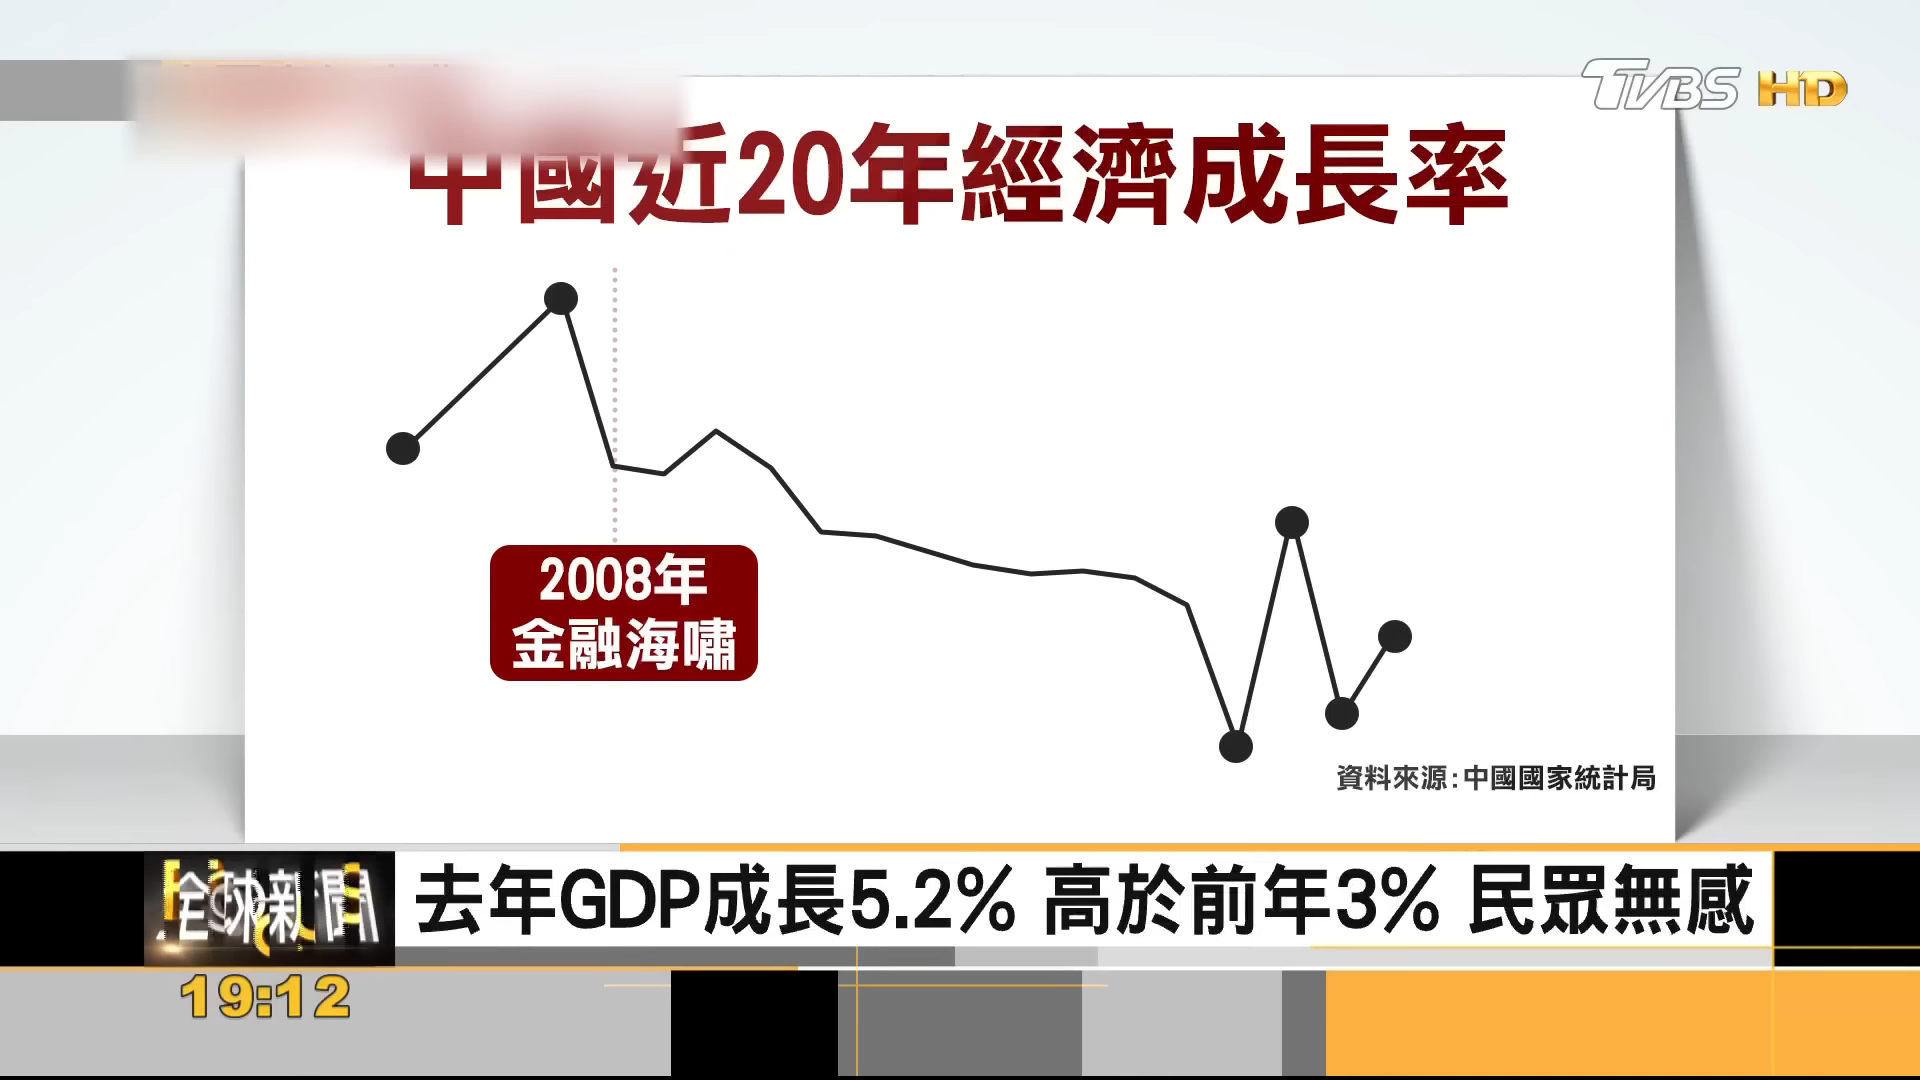 TVBS HD
中國近20年經濟成長率
2008年
金融海嘯
資料來源:中國國家統計局
全球新聞
去年GDP成長5.2% 高於前年3% 民眾無感
19:12